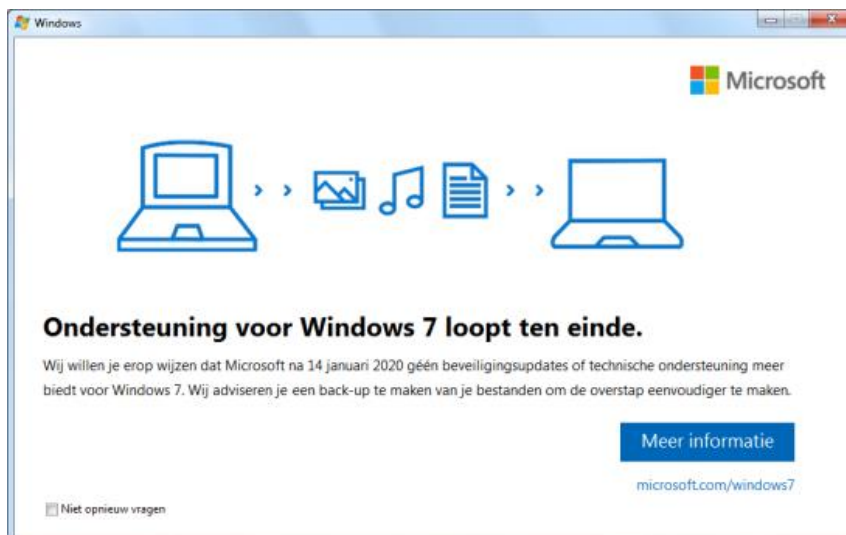 Windows
Microsoft
Ondersteuning voor Windows 7 loopt ten einde.
Wij willen je erop wijzen dat Microsoft na 14 januari 2020 géén beveiligingsupdates of technische ondersteuning meer
biedt voor Windows 7. Wij adviseren je een back-up te maken van je bestanden om de overstap eenvoudiger te maken.
Meer informatie
microsoft.com/windows7
Niet opnieuw vragen